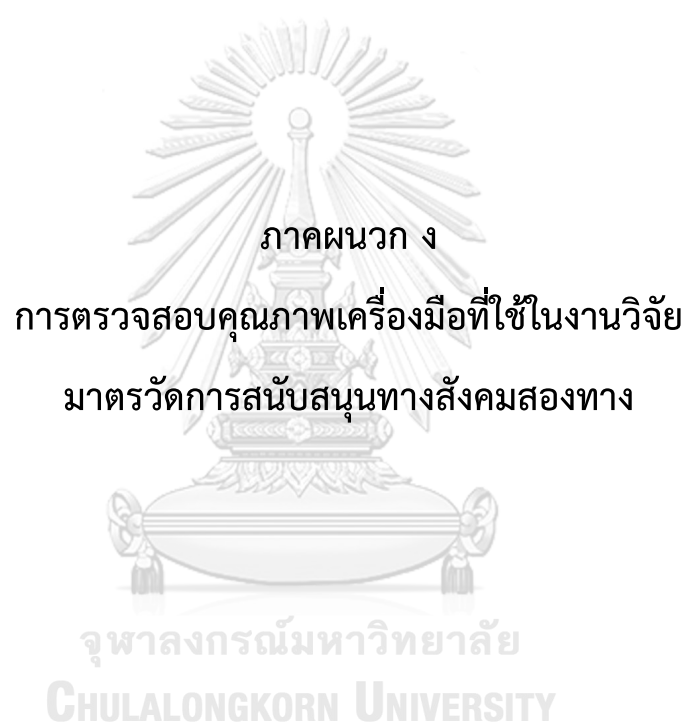 ภาคผนวก ง
การตรวจสอบคุณภาพเครื่องมือที่ใช้ในงานวิจัย
มาตรวัดการสนับสนุนทางสังคมสองทาง
จุฬาลงกรณ์มหาวิทยาลัย
CHULALONGKORN UNIVERSITY